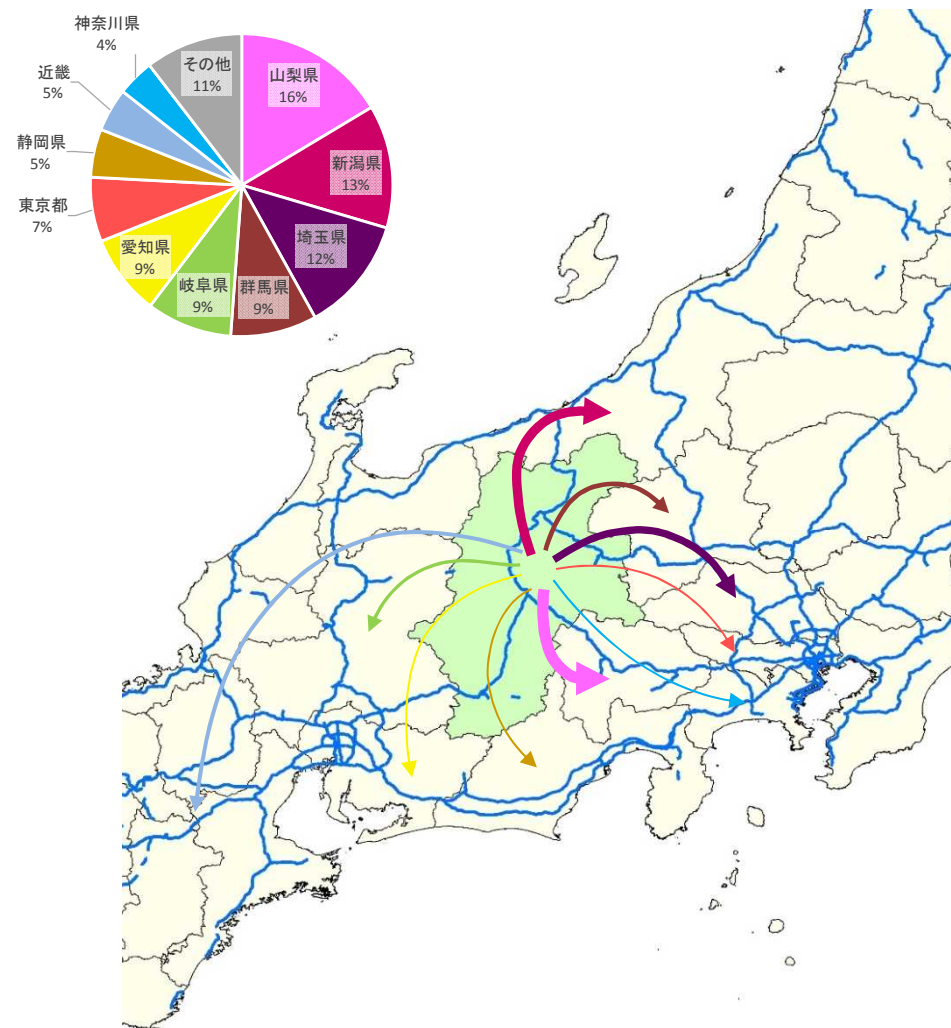 神奈川県
4%
近畿
5%
静岡県
5%
東京都
7%
愛知県
9%
岐阜県
9%
群馬県
9%
埼玉県
12%
新潟県
13%
山梨県
16%
その他
11%